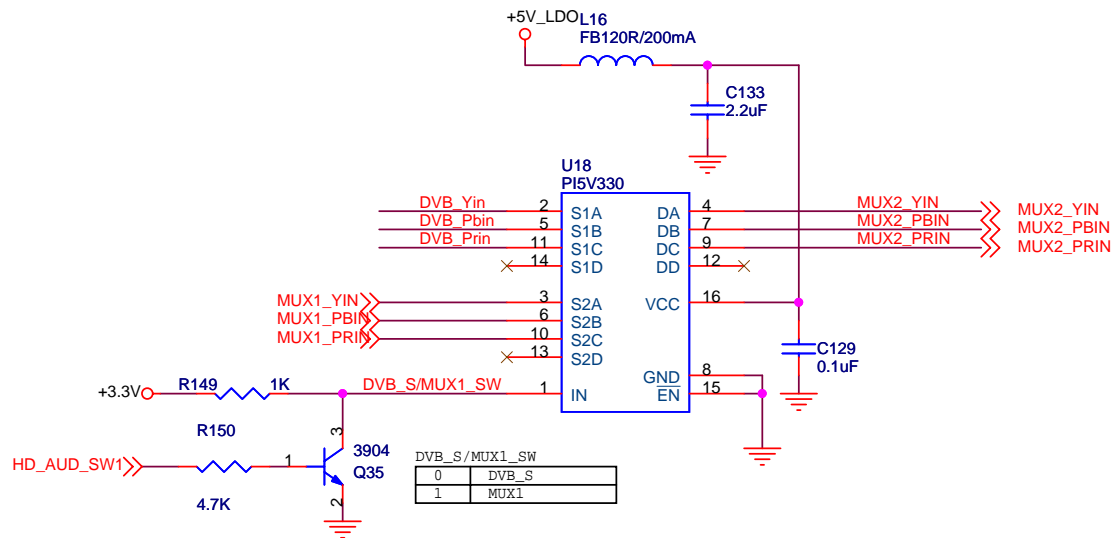 +5V_LDO L16
FB120R/200mA
C133
2.2uF
U18
PI5V330
DVB_Yin 2 S1A DA 4 MUX2_YIN MUX2_YIN
DVB_Pbin 5 S1B DB 7 MUX2_PBIN MUX2_PBIN
DVB_Prin 11 S1C DC 9 MUX2_PRIN MUX2_PRIN
14 S1D DD 12
MUX1_YIN 3 S2A VCC 16
MUX1_PBIN 6 S2B
MUX1_PRIN 10 S2C
13 S2D
C129
0.1uF
GND 8
+3.3V R149 1K DVB_S/MUX1_SW 1 IN EN 15
R150
HD_AUD_SW1 1 3 3904
Q35
4.7K 2
DVB_S/MUX1_SW
0 DVB_S
1 MUX1